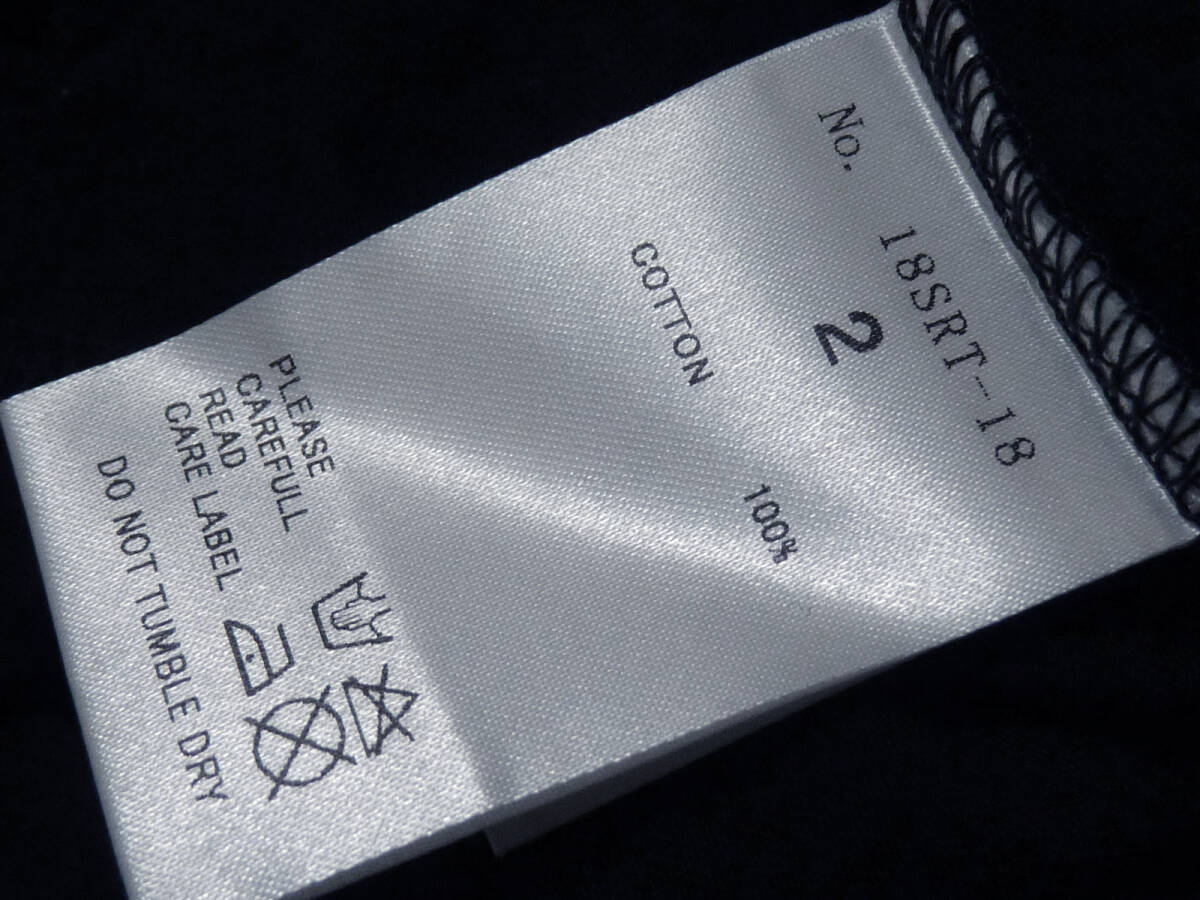 No. 18SRT-18
2
COTTON 100%
PLEASE
CAREFULL
READ
CARE LABEL
DO NOT TUMBLE DRY